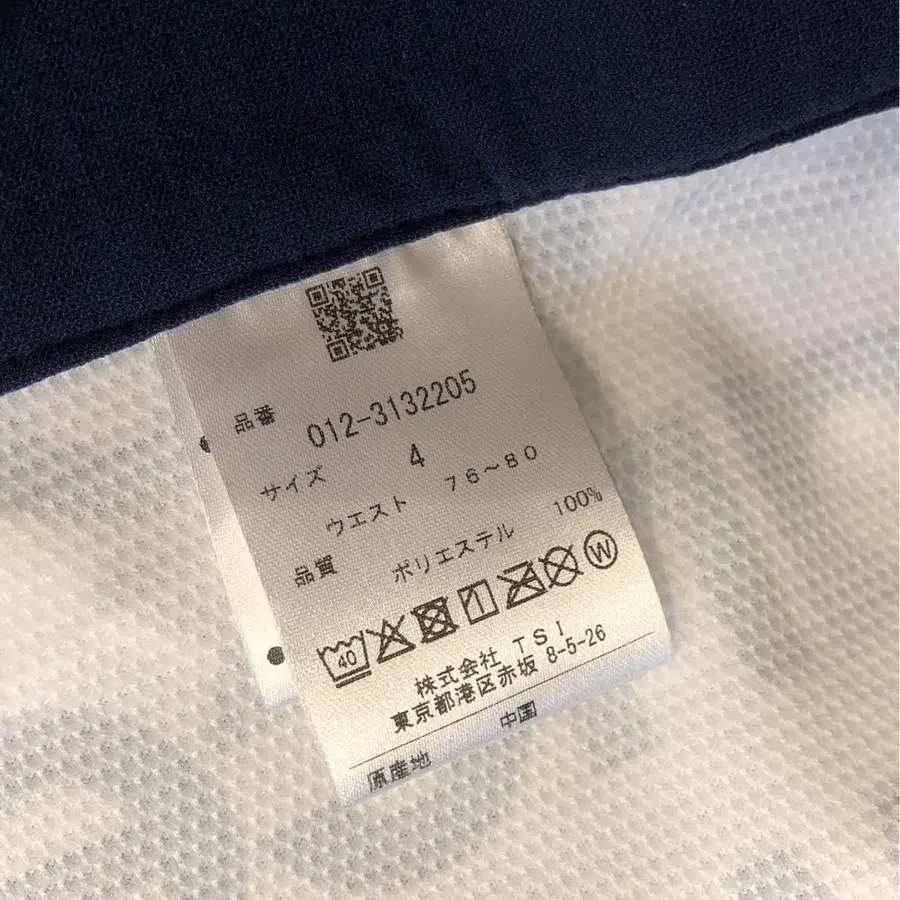 品番 012-3132205
サイズ 4
ウエスト 76～80
品質 ポリエステル 100%
40 W
株式会社 TSI
東京都港区赤坂 8-5-26
原産地 中国